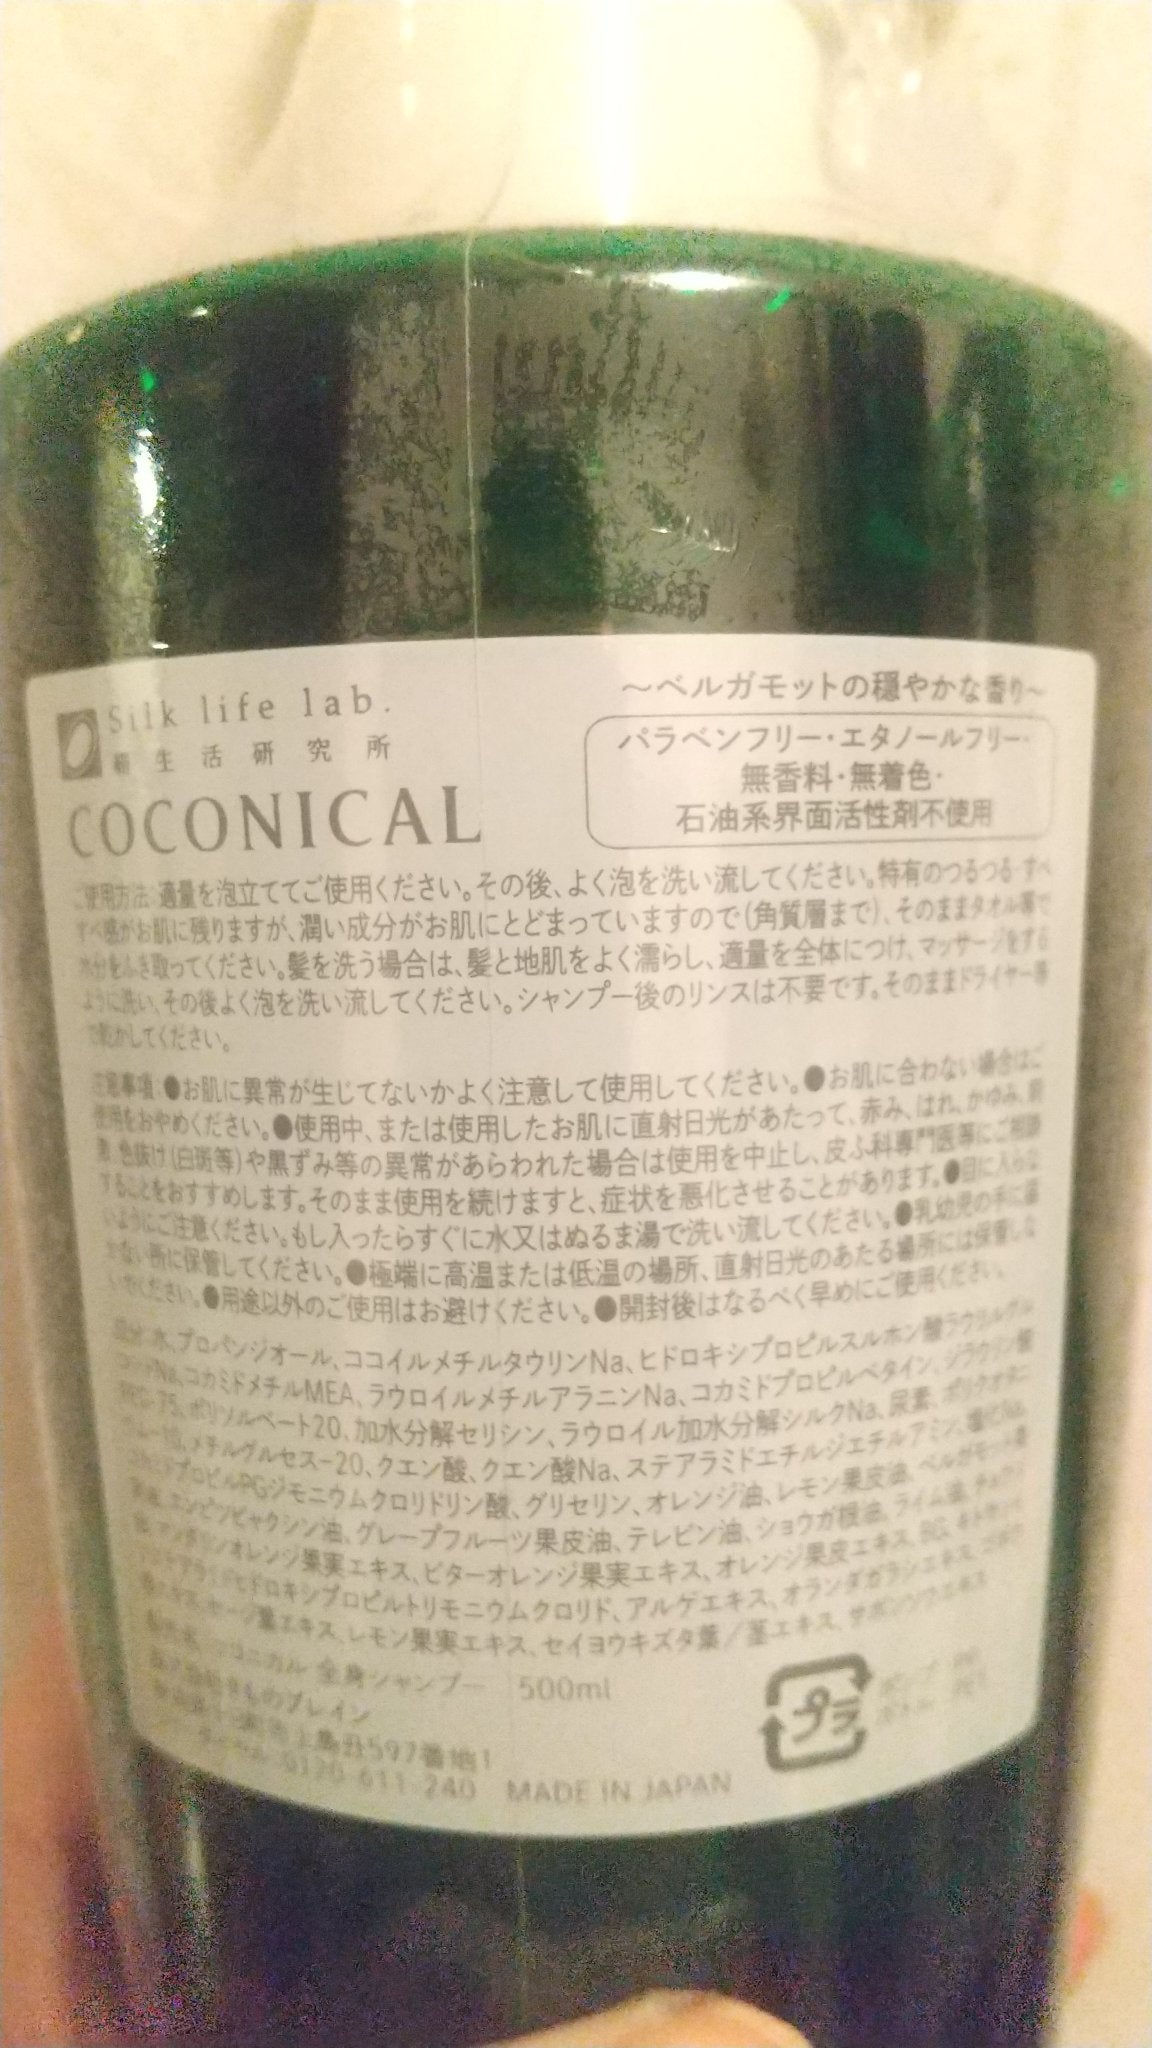 Silk life lab.
絹生活研究所
COCONICAL
～ベルガモットの穏やかな香り～
パラベンフリー・エタノールフリー・
無香料・無着色・
石油系界面活性剤不使用
ご使用方法:適量を泡立ててご使用ください。その後、よく泡を洗い流してください。特有のつるつる・すべ
すべ感がお肌に残りますが、潤い成分がお肌にとどまっていますので(角質層まで)、そのままタオル等で
水分をふき取ってください。髪を洗う場合は、髪と地肌をよく濡らし、適量を全体につけ、マッサージをする
ように洗い、その後よく泡を洗い流してください。シャンプー後のリンスは不要です。そのままドライヤー等
で乾かしてください。
注意事項:●お肌に異常が生じてないかよく注意して使用してください。●お肌に合わない場合はご
使用をおやめください。●使用中、または使用したお肌に直射日光があたって、赤み、はれ、かゆみ、刺
激、色抜け(白斑等)や黒ずみ等の異常があらわれた場合は使用を中止し、皮ふ科専門医等にご相談
することをおすすめします。そのまま使用を続けますと、症状を悪化させることがあります。●目に入らな
いようにご注意ください。もし入ったらすぐに水又はぬるま湯で洗い流してください。●乳幼児の手に届
かない所に保管してください。●極端に高温または低温の場所、直射日光のあたる場所には保管しな
いでください。●用途以外のご使用はお避けください。●開封後はなるべく早めにご使用ください。
成分:水、プロパンジオール、ココイルメチルタウリンNa、ヒドロキシプロピルスルホン酸ラウリルグル
コシドNa、コカミドメチルMEA、ラウロイルメチルアラニンNa、コカミドプロピルベタイン、ジラウリン酸
PEG-75、ポリソルベート20、加水分解セリシン、ラウロイル加水分解シルクNa、尿素、ポリクオタニ
ウム-10、メチルグルセス-20、クエン酸、クエン酸Na、ステアラミドエチルジエチルアミン、塩化Na、
プロピルPGジモニウムクロリドリン酸、グリセリン、オレンジ油、レモン果皮油、ベルガモット果
実油、エンピツビャクシン油、グレープフルーツ果皮油、テレビン油、ショウガ根油、ライム油、
マンダリンオレンジ果実エキス、ビターオレンジ果実エキス、オレンジ果皮エキス、BG、
ヒドロキシプロピルトリモニウムクロリド、アルゲエキス、オランダガラシエキス、
セージ葉エキス、レモン果実エキス、セイヨウキズタ葉／茎エキス、サボンソウエキス
ココニカル 全身シャンプー 500ml
株式会社きものブレイン
上島丑597番地1
0120-611-240 MADE IN JAPAN
プラ
ボトル